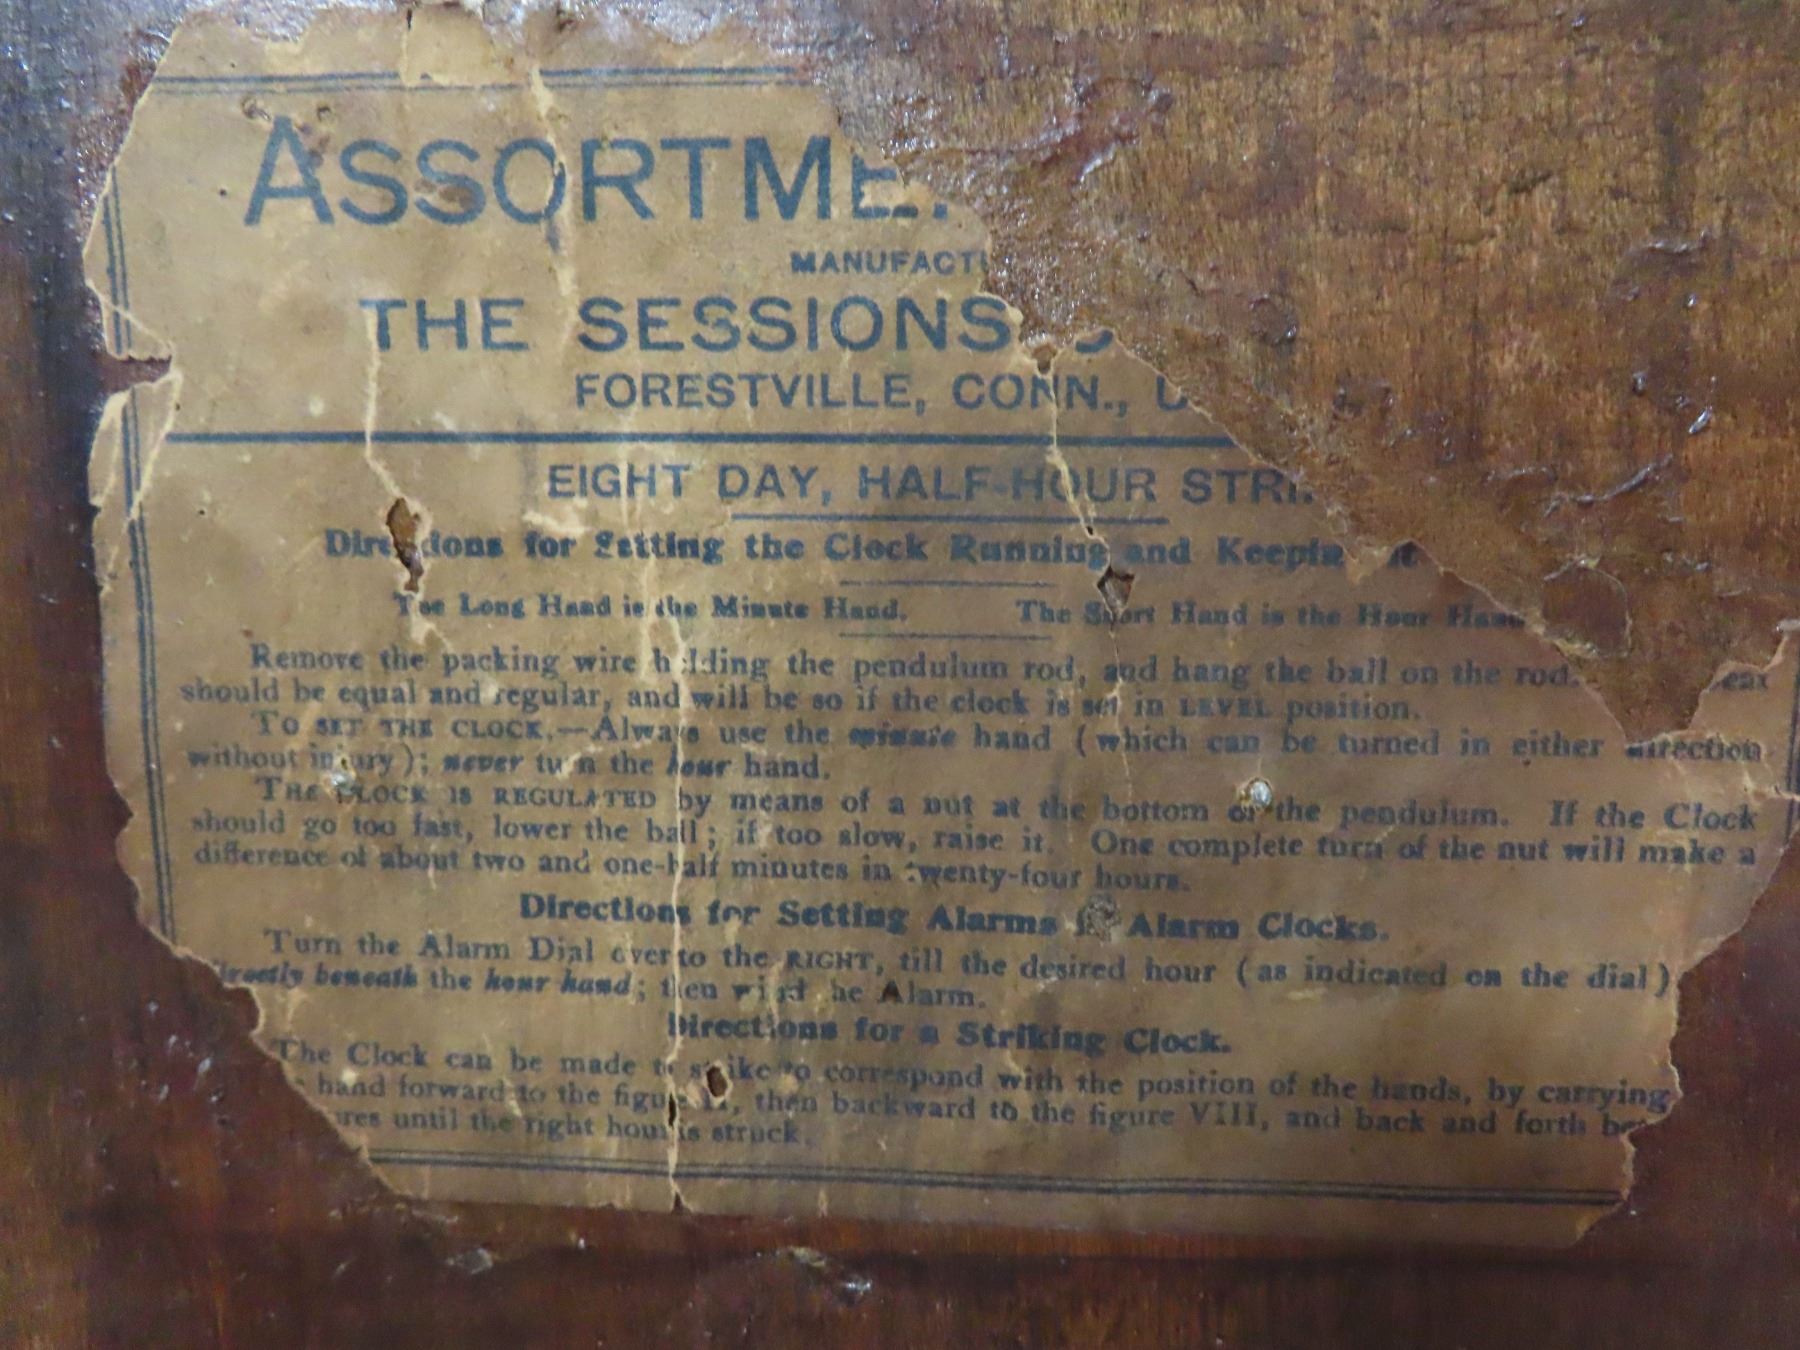 ASSORTME
MANUFACTU
THE SESSIONS
FORESTVILLE, CONN., U
EIGHT DAY, HALF-HOUR STRI
Directions for Setting the Clock Running and Keeping it
The Long Hand is the Minute Hand. The Short Hand is the Hour Hand
Remove the packing wire holding the pendulum rod, and hang the ball on the rod.
should be equal and regular, and will be so if the clock is set in LEVEL position.
TO SET THE CLOCK.—Always use the minute hand (which can be turned in either direction
without injury); never turn the hour hand.
THE CLOCK IS REGULATED by means of a nut at the bottom of the pendulum. If the Clock
should go too fast, lower the ball; if too slow, raise it. One complete turn of the nut will make a
difference of about two and one-half minutes in twenty-four hours.
Directions for Setting Alarms Alarm Clocks.
Turn the Alarm Dial over to the RIGHT, till the desired hour (as indicated on the dial)
directly beneath the hour hand; then wind the Alarm.
Directions for a Striking Clock.
The Clock can be made to strike to correspond with the position of the hands, by carrying
hand forward to the figure, then backward to the figure VIII, and back and forth
ures until the right hour is struck.